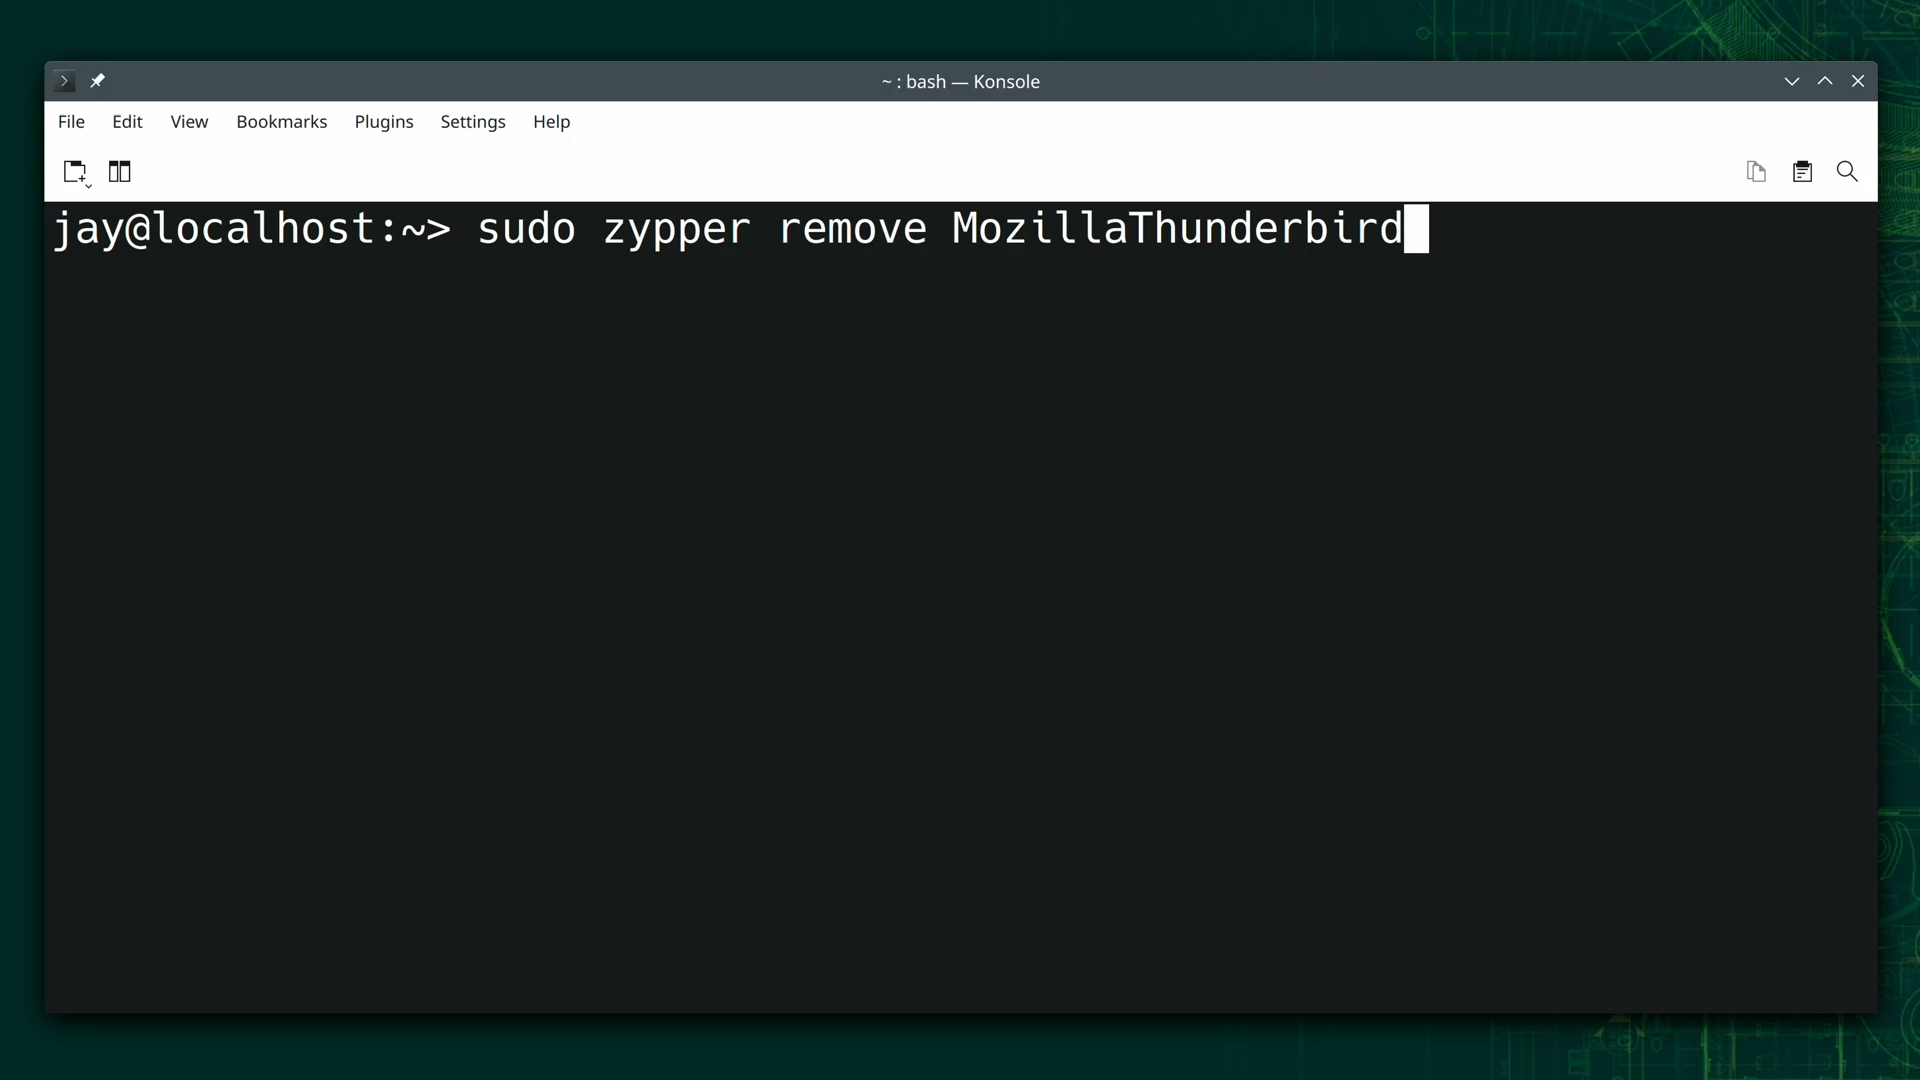 ~ : bash — Konsole
File Edit View Bookmarks Plugins Settings Help
jay@localhost:~> sudo zypper remove MozillaThunderbird